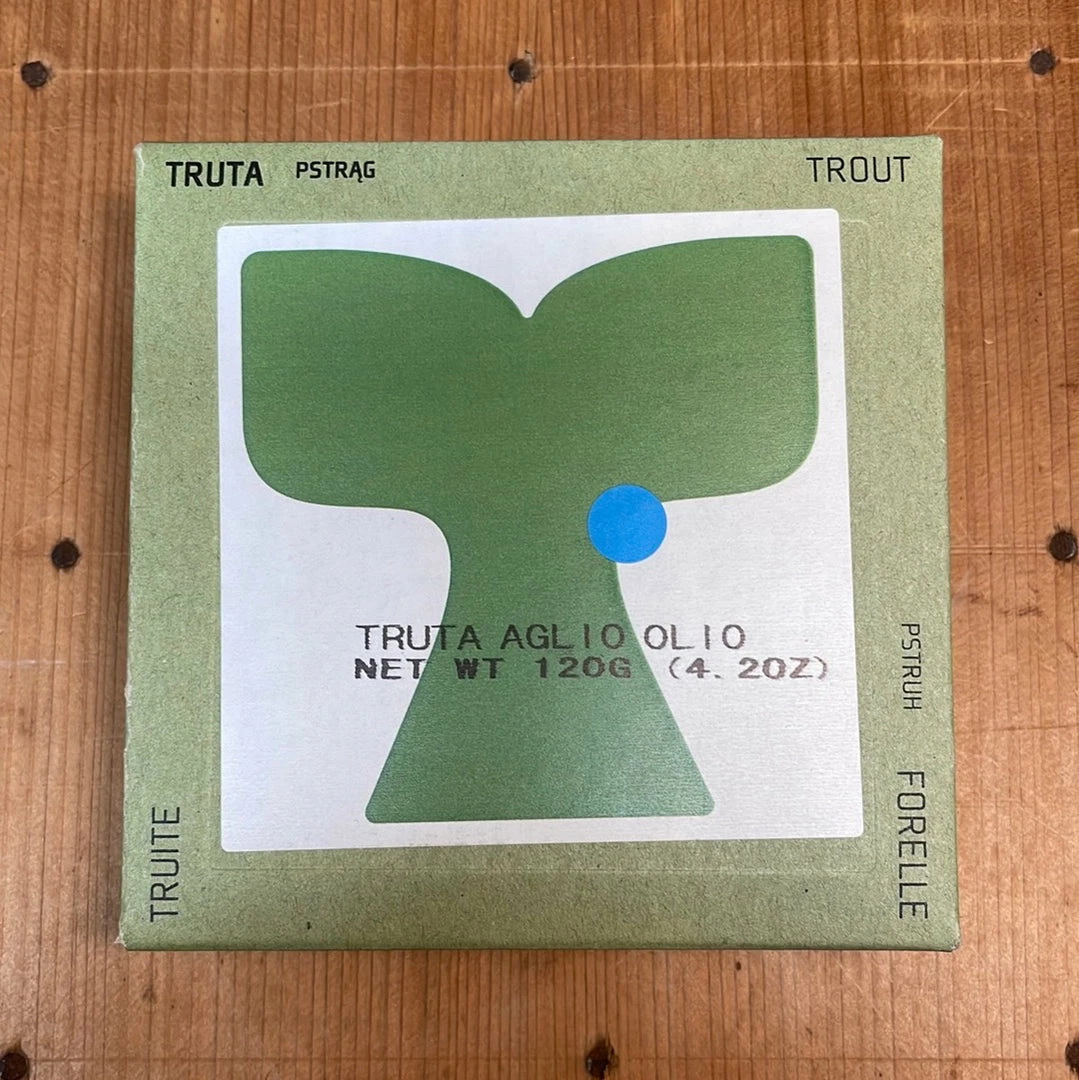 TRUTA PSTRĄG
TROUT
TRUTA AGLIO OLIO
NET WT 120G (4.2OZ)
PSTRUH
FORELLE
TRUITE